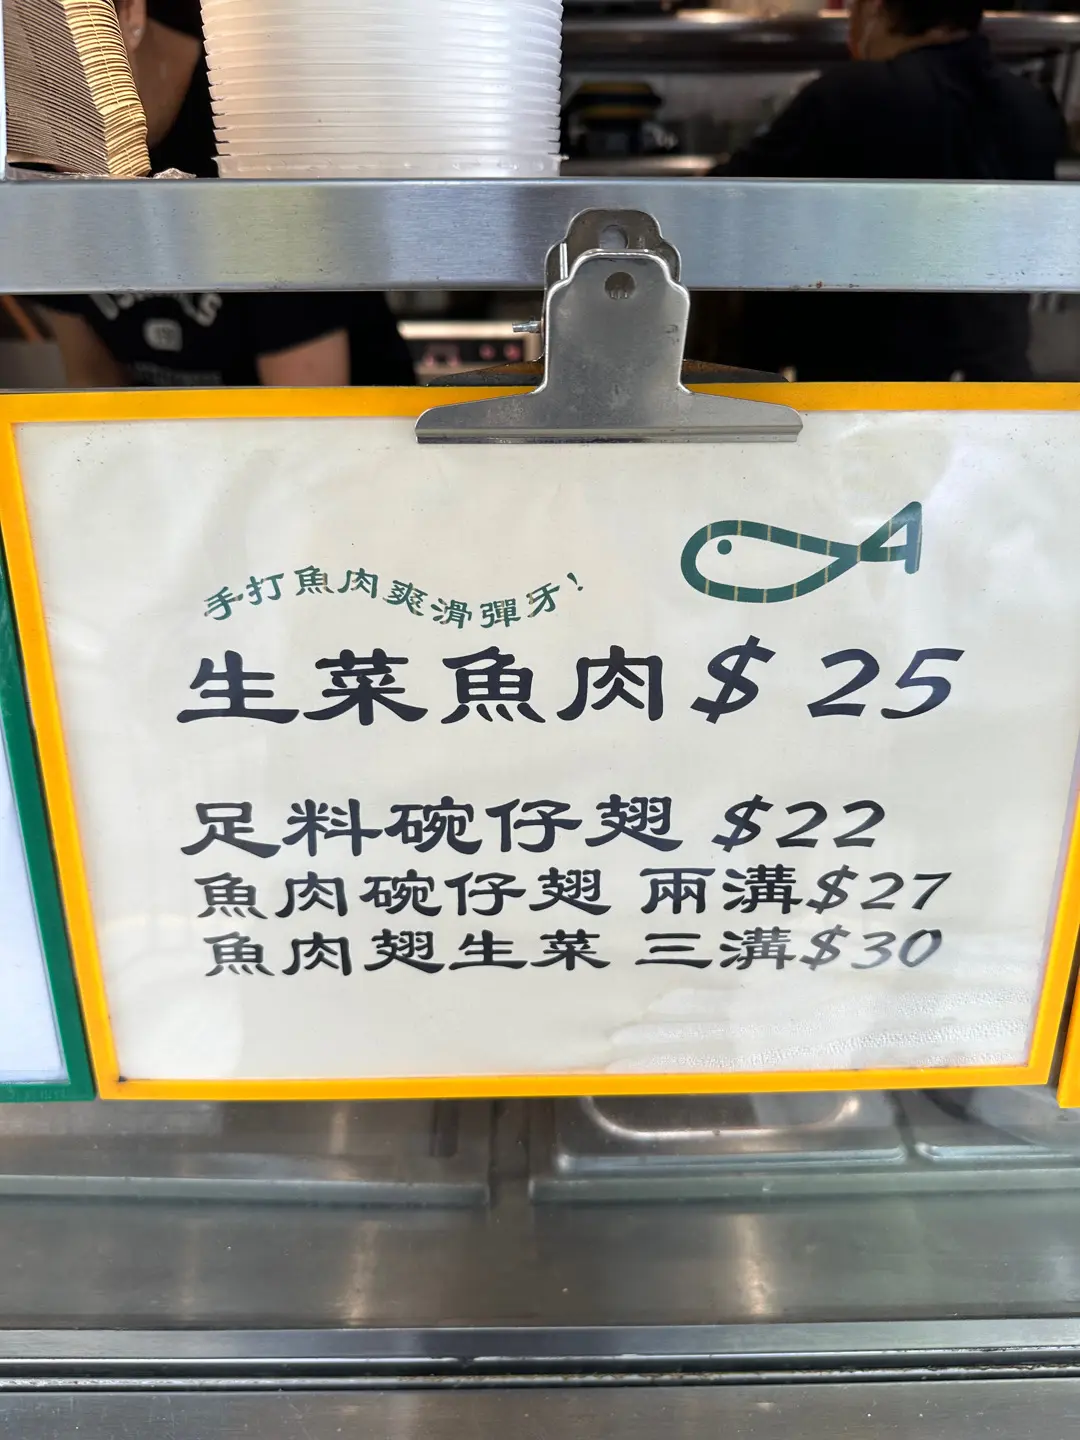 手打魚肉爽滑彈牙!
生菜魚肉$ 25
足料碗仔翅 $22
魚肉碗仔翅 兩溝$27
魚肉翅生菜 三溝$30